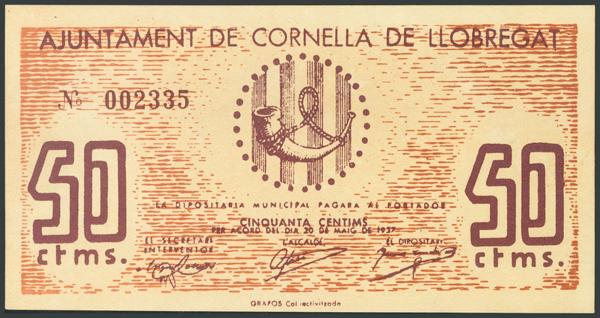 AJUNTAMENT DE CORNELLA DE LLOBREGAT
Nº 002335
50 ctms.
50 ctms.
LA DIPOSITARIA MUNICIPAL PAGARA AL PORTADOR
CINQUANTA CENTIMS
PER ACORD DEL DIA 20 DE MAIG DE 1937
EL SECRETARI INTERVENTOR
L'ALCALDE,
EL DIPOSITARI
GRAFOS Col·lectivitzada